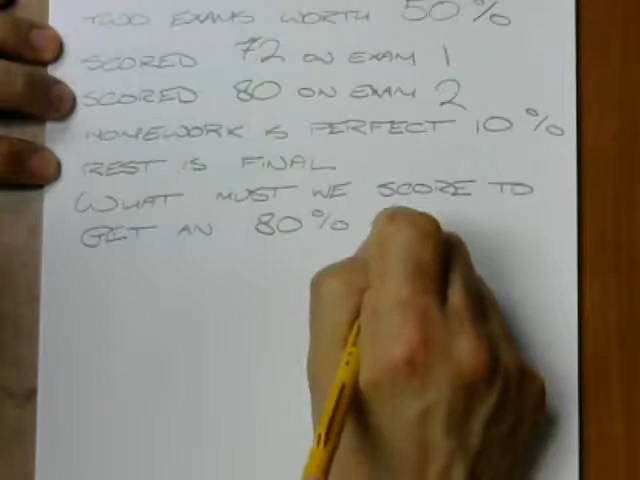 TWO EXAMS WORTH 50%
SCORED 72 ON EXAM 1
SCORED 80 ON EXAM 2
HOMEWORK IS PERFECT 10%
REST IS FINAL
WHAT MUST WE SCORE TO
GET AN 80%